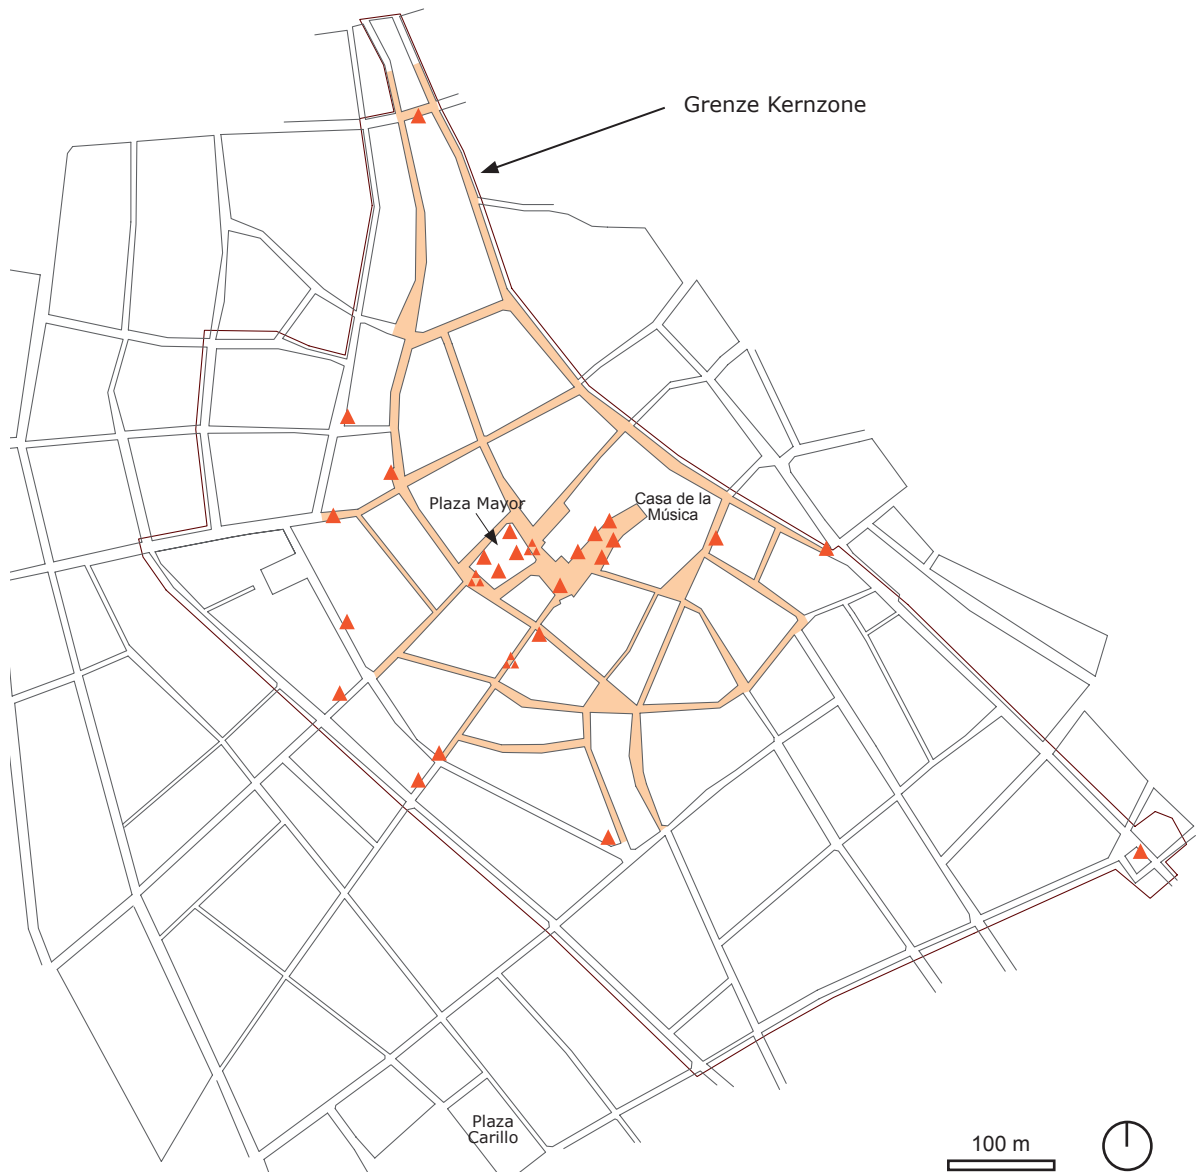 Grenze Kernzone
Plaza Mayor
Casa de la
Música
Plaza
Carillo
100 m